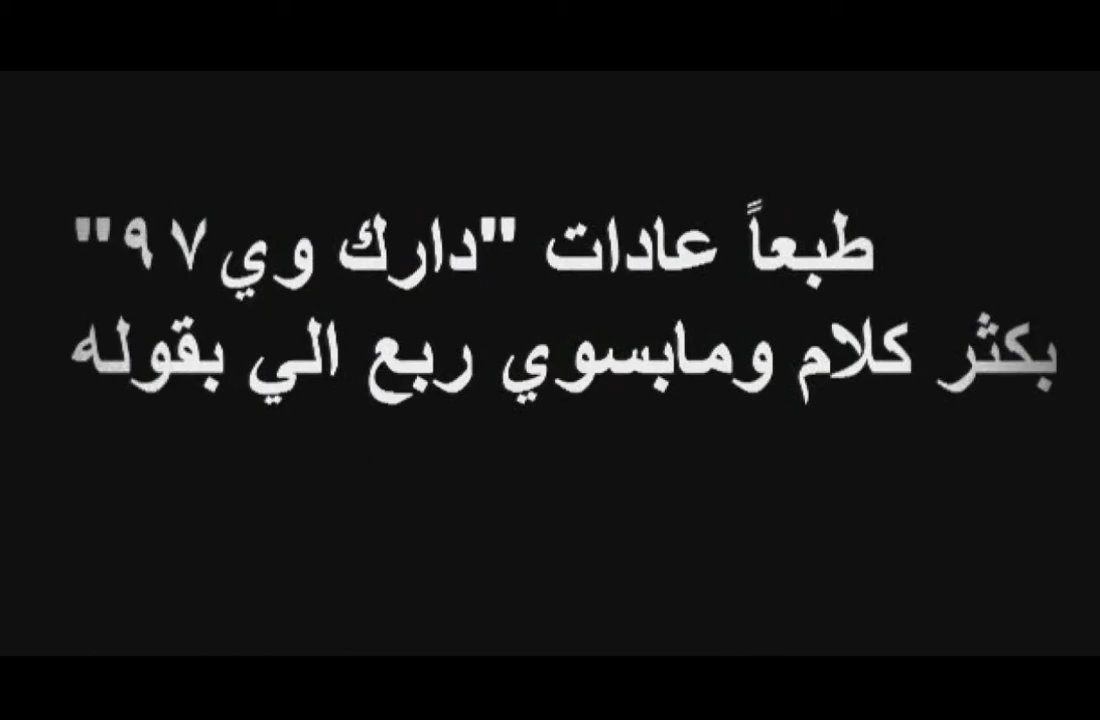 طبعاً عادات "دارك وي٩٧"
بكثر كلام ومابسوي ربع الي بقوله